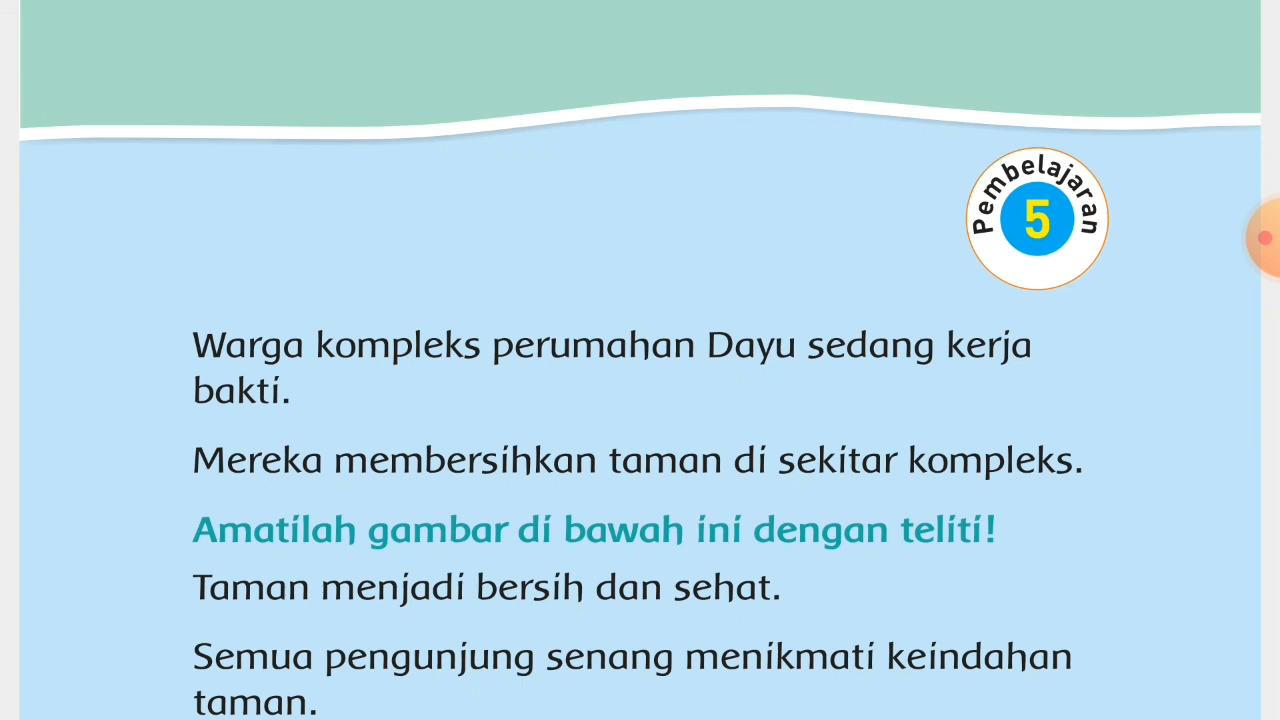 Pembelajaran
5
Warga kompleks perumahan Dayu sedang kerja
bakti.
Mereka membersihkan taman di sekitar kompleks.
Amatilah gambar di bawah ini dengan teliti!
Taman menjadi bersih dan sehat.
Semua pengunjung senang menikmati keindahan
taman.